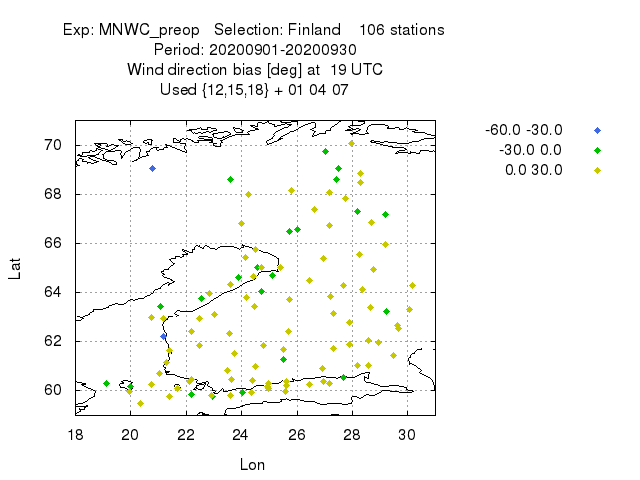 Exp: MNWC_preop   Selection: Finland    106 stations
Period: 20200901-20200930
Wind direction bias [deg] at  19 UTC
Used {12,15,18} + 01 04 07
-60.0 -30.0
-30.0 0.0
0.0 30.0
70
68
66
64
62
60
Lat
18 20 22 24 26 28 30
Lon